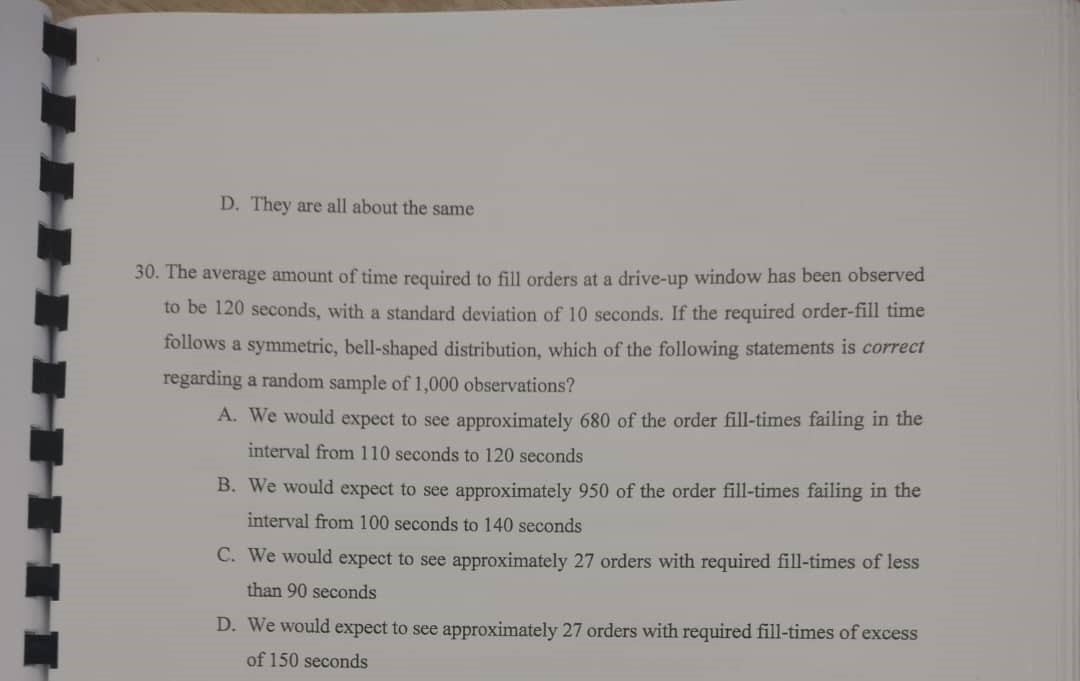 D. They are all about the same
30. The average amount of time required to fill orders at a drive-up window has been observed
to be 120 seconds, with a standard deviation of 10 seconds. If the required order-fill time
follows a symmetric, bell-shaped distribution, which of the following statements is correct
regarding a random sample of 1,000 observations?
A. We would expect to see approximately 680 of the order fill-times failing in the
interval from 110 seconds to 120 seconds
B. We would expect to see approximately 950 of the order fill-times failing in the
interval from 100 seconds to 140 seconds
C. We would expect to see approximately 27 orders with required fill-times of less
than 90 seconds
D. We would expect to see approximately 27 orders with required fill-times of excess
of 150 seconds